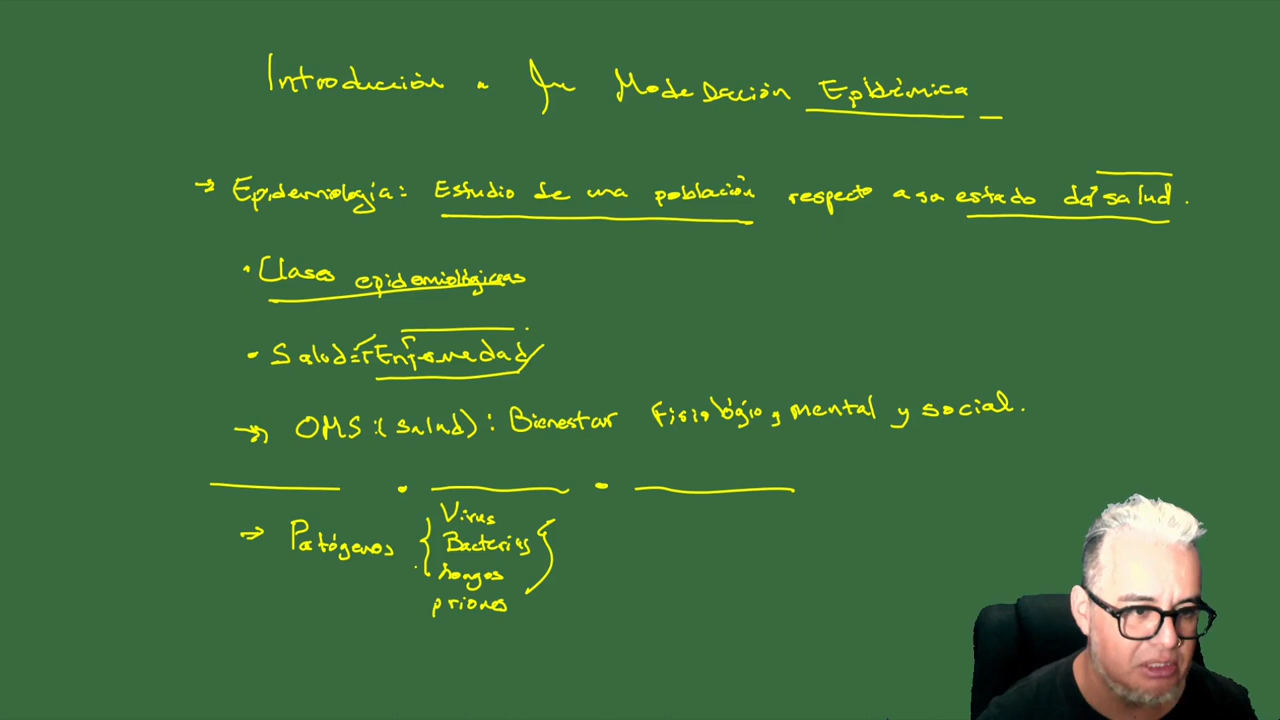 Introducción a la Modelación Epidémica
→ Epidemiología: Estudio de una población respecto a su estado de salud.
• Clases epidemiológicas
• Salud = Enfermedad
→ OMS: (salud): Bienestar Fisiológio, mental y social.
→ Patógenos { Virus
Bacterias
hongos
priones